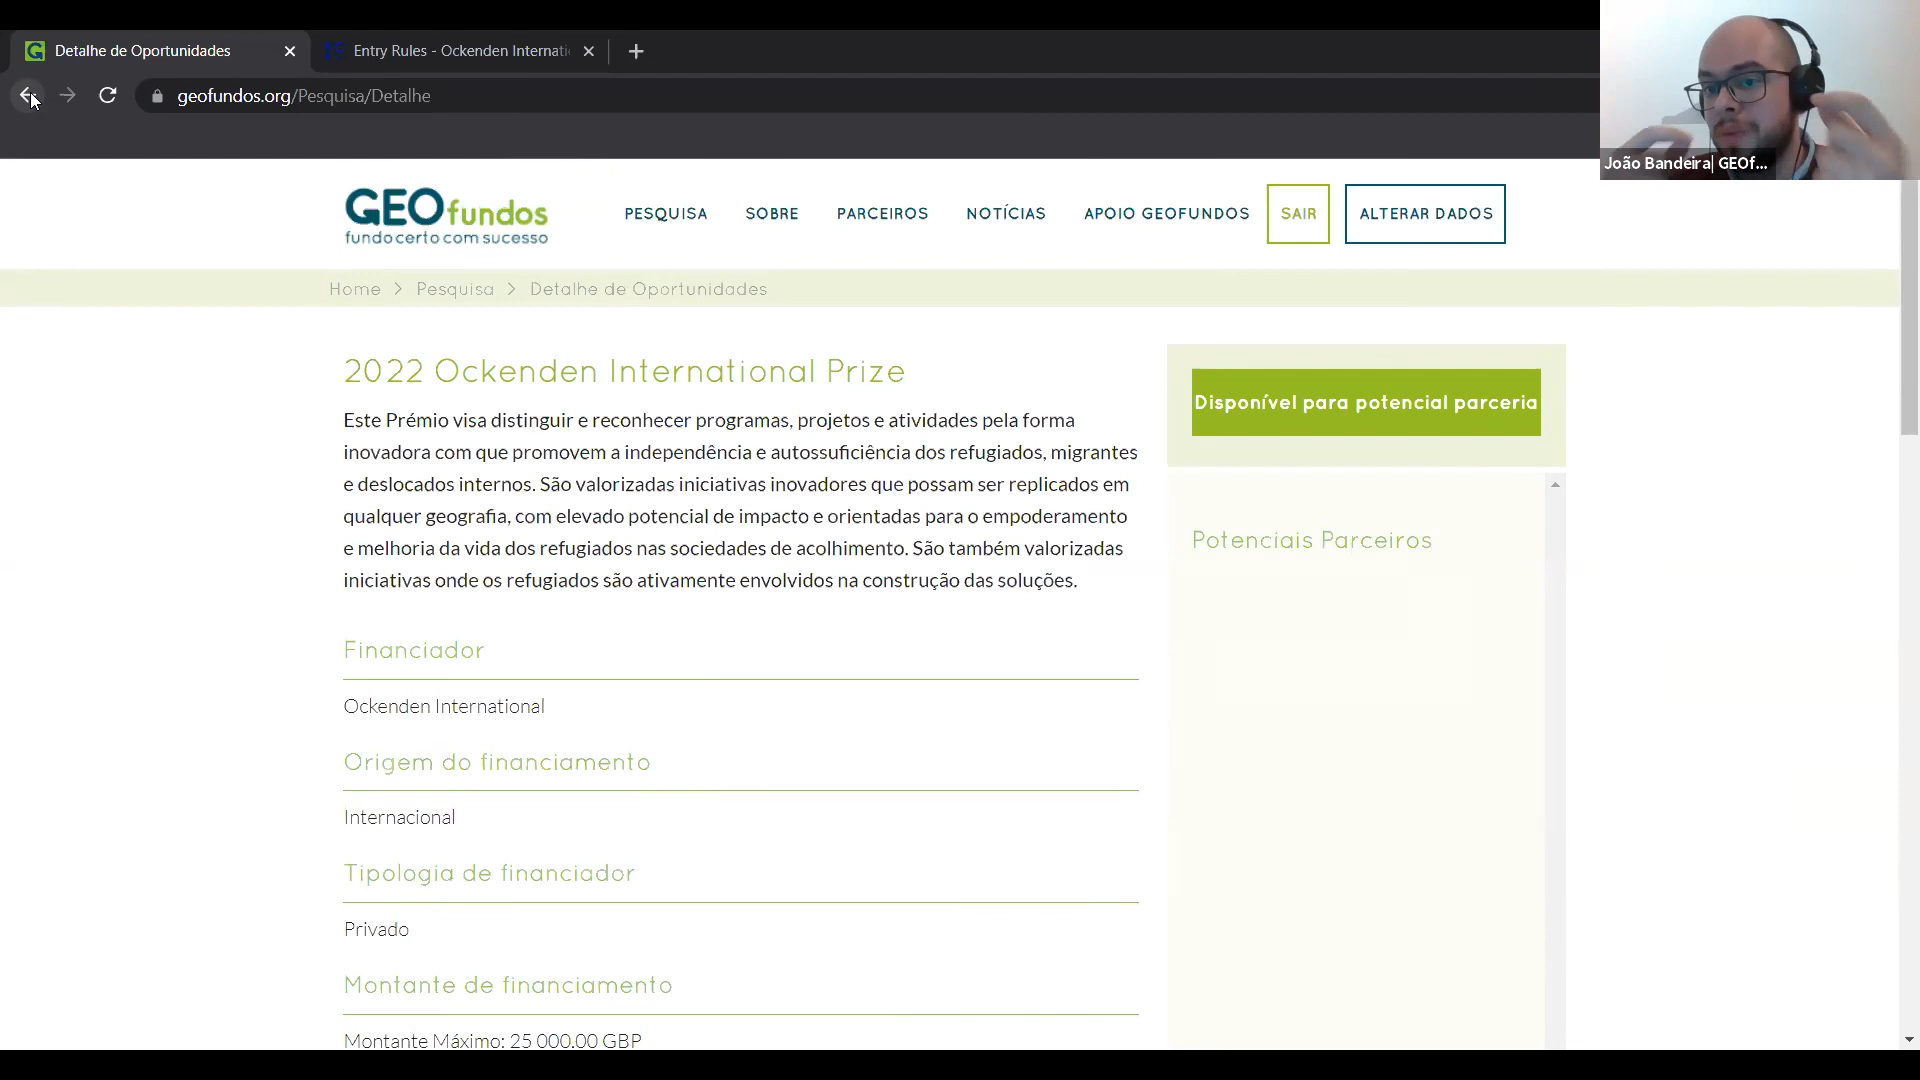 Detalhe de Oportunidades
Entry Rules - Ockenden Internati
geofundos.org/Pesquisa/Detalhe
João Bandeira| GEOf...
GEOfundos
fundo certo com sucesso
PESQUISA
SOBRE
PARCEIROS
NOTÍCIAS
APOIO GEOFUNDOS
SAIR
ALTERAR DADOS
Home > Pesquisa > Detalhe de Oportunidades
2022 Ockenden International Prize
Este Prémio visa distinguir e reconhecer programas, projetos e atividades pela forma
inovadora com que promovem a independência e autossuficiência dos refugiados, migrantes
e deslocados internos. São valorizadas iniciativas inovadores que possam ser replicados em
qualquer geografia, com elevado potencial de impacto e orientadas para o empoderamento
e melhoria da vida dos refugiados nas sociedades de acolhimento. São também valorizadas
iniciativas onde os refugiados são ativamente envolvidos na construção das soluções.
Financiador
Ockenden International
Origem do financiamento
Internacional
Tipologia de financiador
Privado
Montante de financiamento
Montante Máximo: 25 000.00 GBP
Disponível para potencial parceria
Potenciais Parceiros